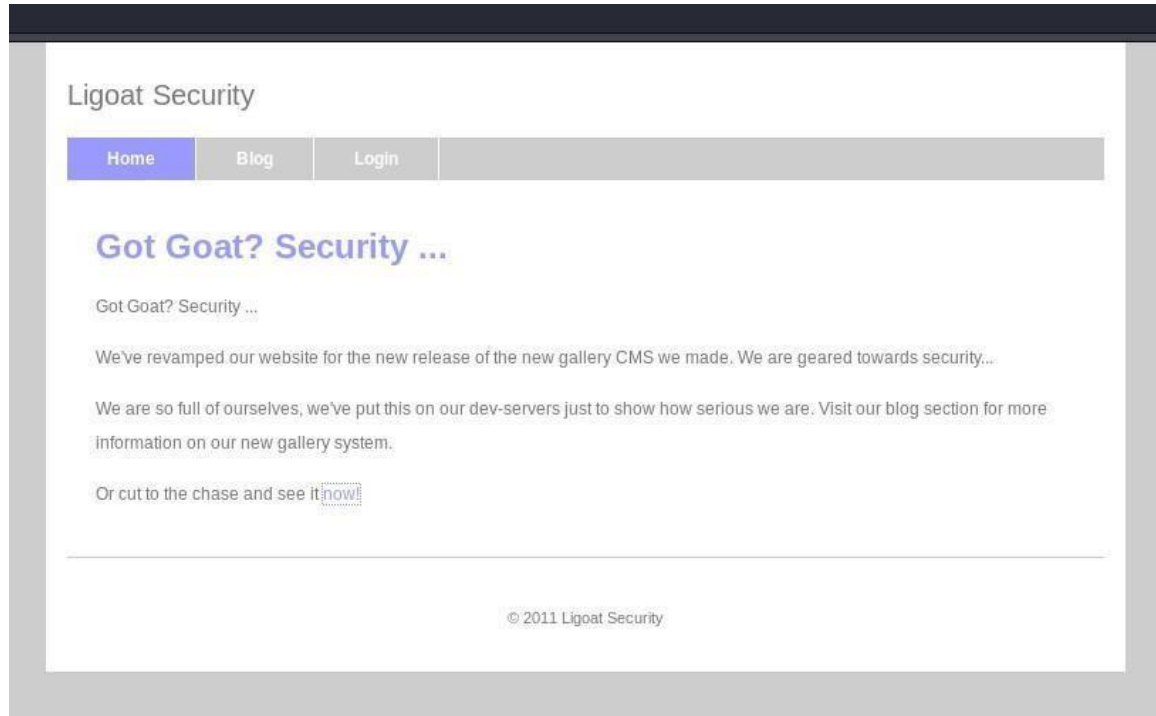 Ligoat Security
Home Blog Login
Got Goat? Security ...
Got Goat? Security ...
We've revamped our website for the new release of the new gallery CMS we made. We are geared towards security...
We are so full of ourselves, we've put this on our dev-servers just to show how serious we are. Visit our blog section for more
information on our new gallery system.
Or cut to the chase and see it now!
© 2011 Ligoat Security